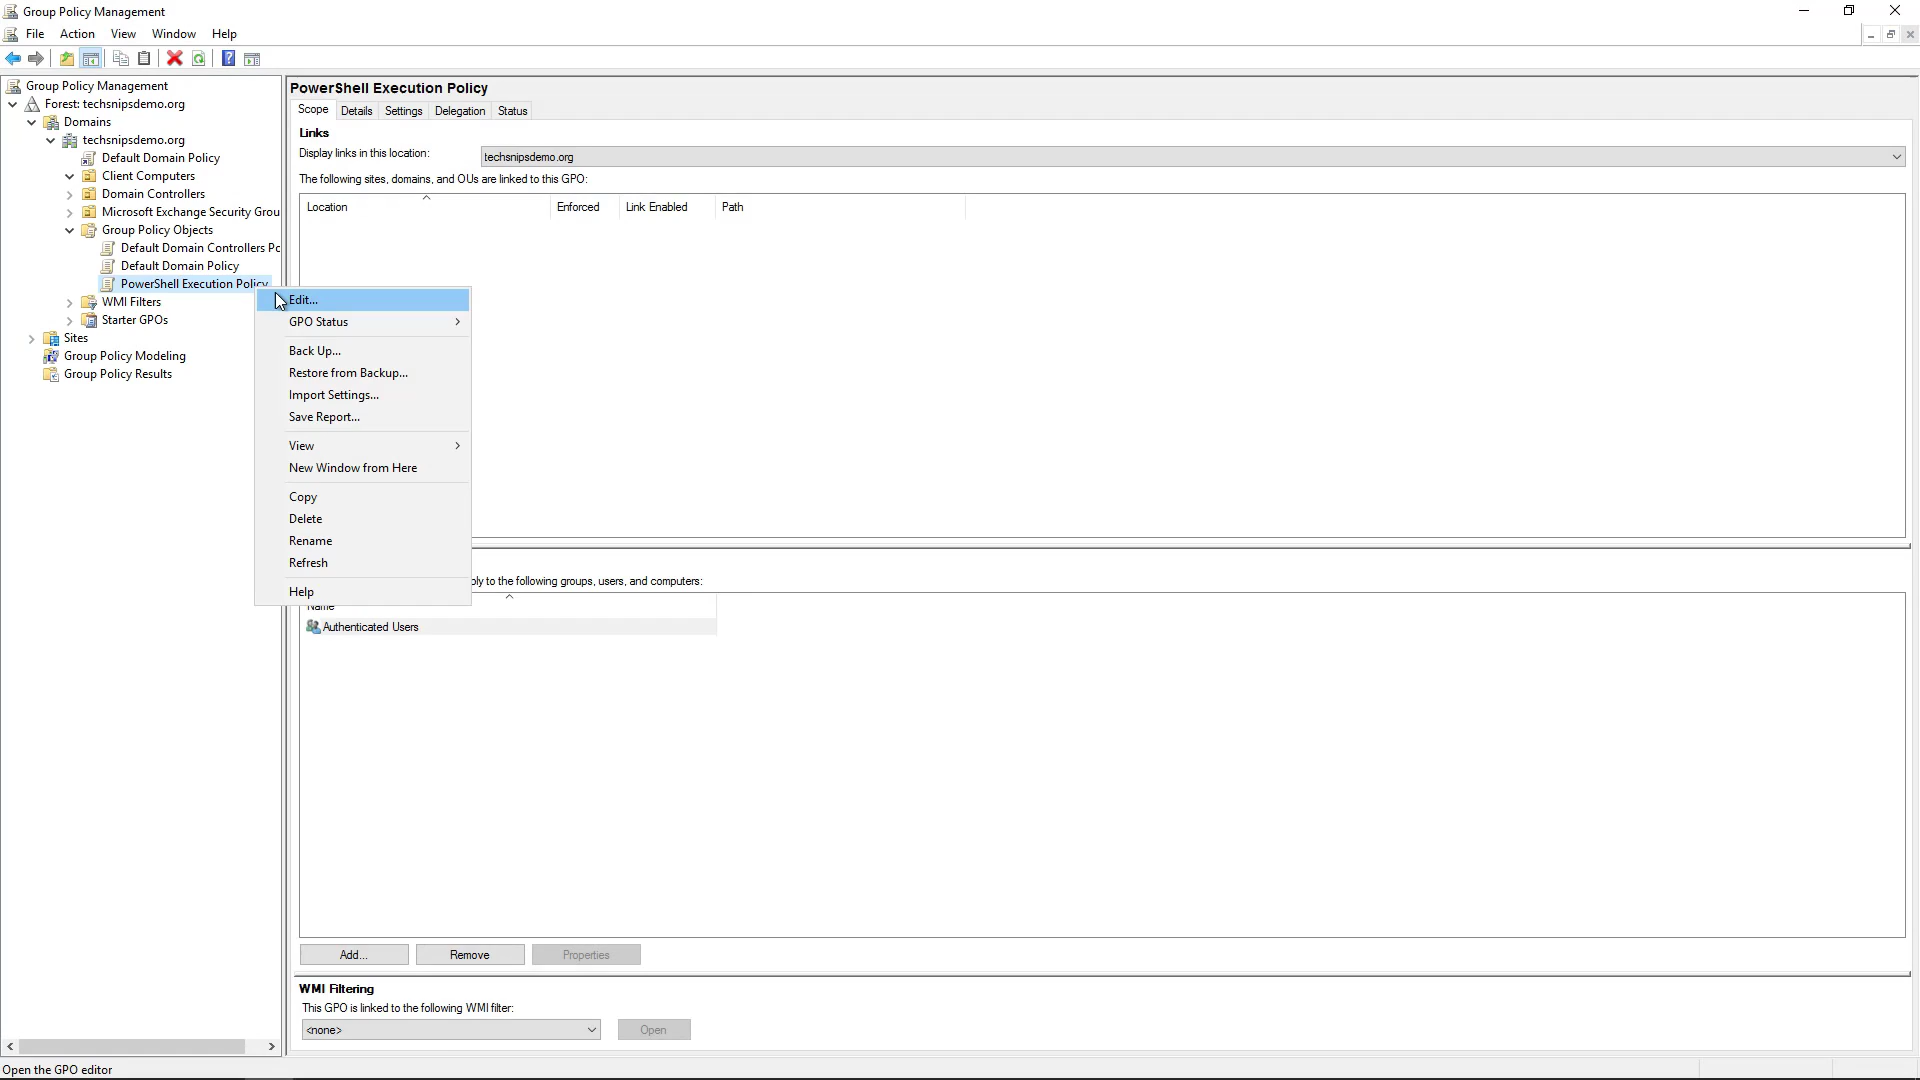 Group Policy Management
File Action View Window Help
Group Policy Management
Forest: techsnipsdemo.org
Domains
techsnipsdemo.org
Default Domain Policy
Client Computers
Domain Controllers
Microsoft Exchange Security Grou
Group Policy Objects
Default Domain Controllers Pc
Default Domain Policy
PowerShell Execution Policy
WMI Filters
Starter GPOs
Sites
Group Policy Modeling
Group Policy Results
Edit...
GPO Status
Back Up...
Restore from Backup...
Import Settings...
Save Report...
View
New Window from Here
Copy
Delete
Rename
Refresh
Help
PowerShell Execution Policy
Scope Details Settings Delegation Status
Links
Display links in this location: techsnipsdemo.org
The following sites, domains, and OUs are linked to this GPO:
Location Enforced Link Enabled Path
ply to the following groups, users, and computers:
Name
Authenticated Users
Add... Remove Properties
WMI Filtering
This GPO is linked to the following WMI filter:
<none> Open
Open the GPO editor